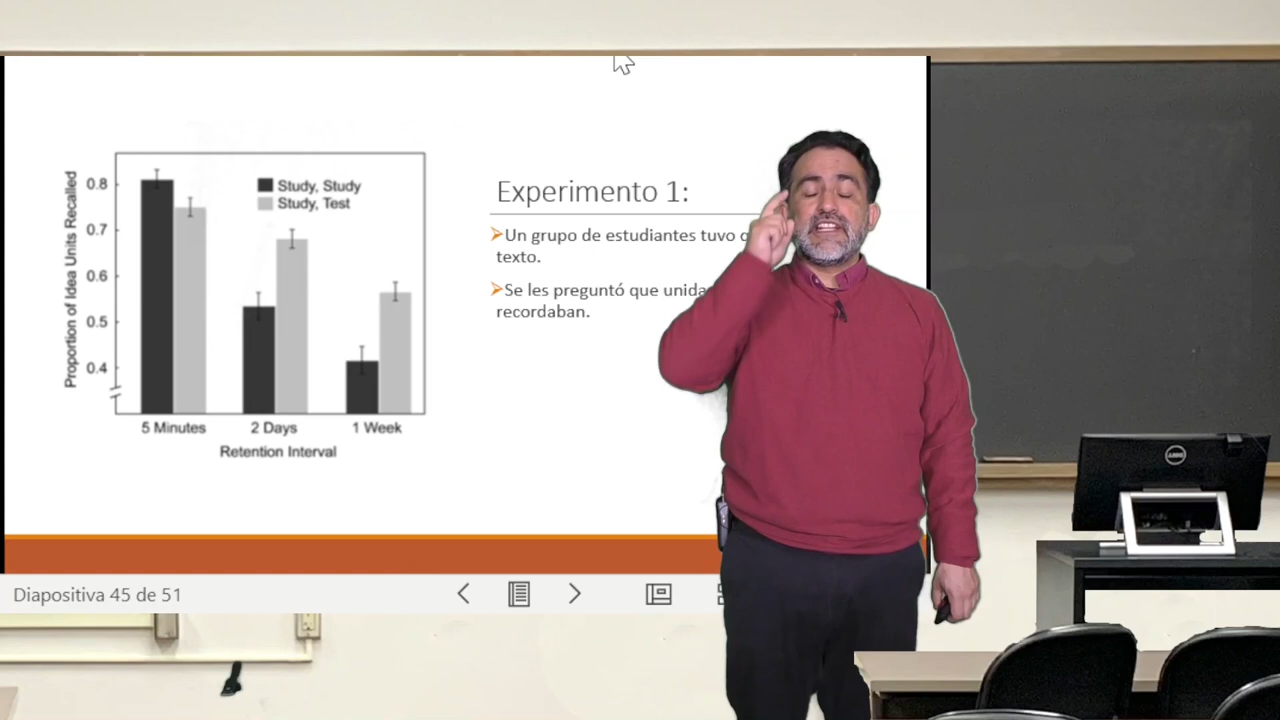 Proportion of Idea Units Recalled
0.8
0.7
0.6
0.5
0.4
Study, Study
Study, Test
5 Minutes
2 Days
1 Week
Retention Interval
Experimento 1:
Un grupo de estudiantes tuvo
texto.
Se les preguntó que
recordaban.
Diapositiva 45 de 51
DELL